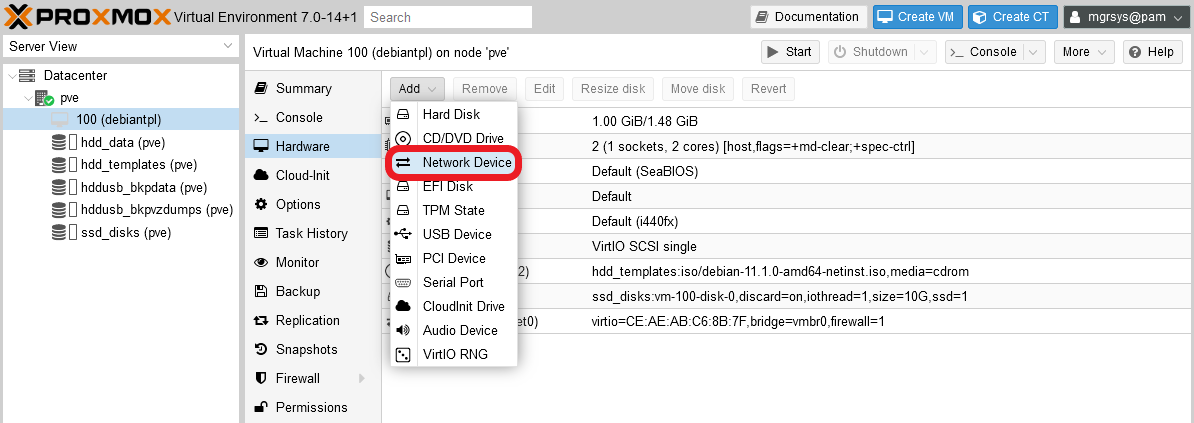 PROXMOX Virtual Environment 7.0-14+1 Search Documentation Create VM Create CT mgrsys@pam
Server View
Datacenter
pve
100 (debiantpl)
hdd_data (pve)
hdd_templates (pve)
hddusb_bkpdata (pve)
hddusb_bkpvzdumps (pve)
ssd_disks (pve)
Virtual Machine 100 (debiantpl) on node 'pve' Start Shutdown Console More Help
Summary
Console
Hardware
Cloud-Init
Options
Task History
Monitor
Backup
Replication
Snapshots
Firewall
Permissions
Add Remove Edit Resize disk Move disk Revert
Hard Disk
CD/DVD Drive
Network Device
EFI Disk
TPM State
USB Device
PCI Device
Serial Port
CloudInit Drive
Audio Device
VirtIO RNG
1.00 GiB/1.48 GiB
2 (1 sockets, 2 cores) [host,flags=+md-clear;+spec-ctrl]
Default (SeaBIOS)
Default
Default (i440fx)
VirtIO SCSI single
2) hdd_templates:iso/debian-11.1.0-amd64-netinst.iso,media=cdrom
ssd_disks:vm-100-disk-0,discard=on,iothread=1,size=10G,ssd=1
et0) virtio=CE:AE:AB:C6:8B:7F,bridge=vmbr0,firewall=1